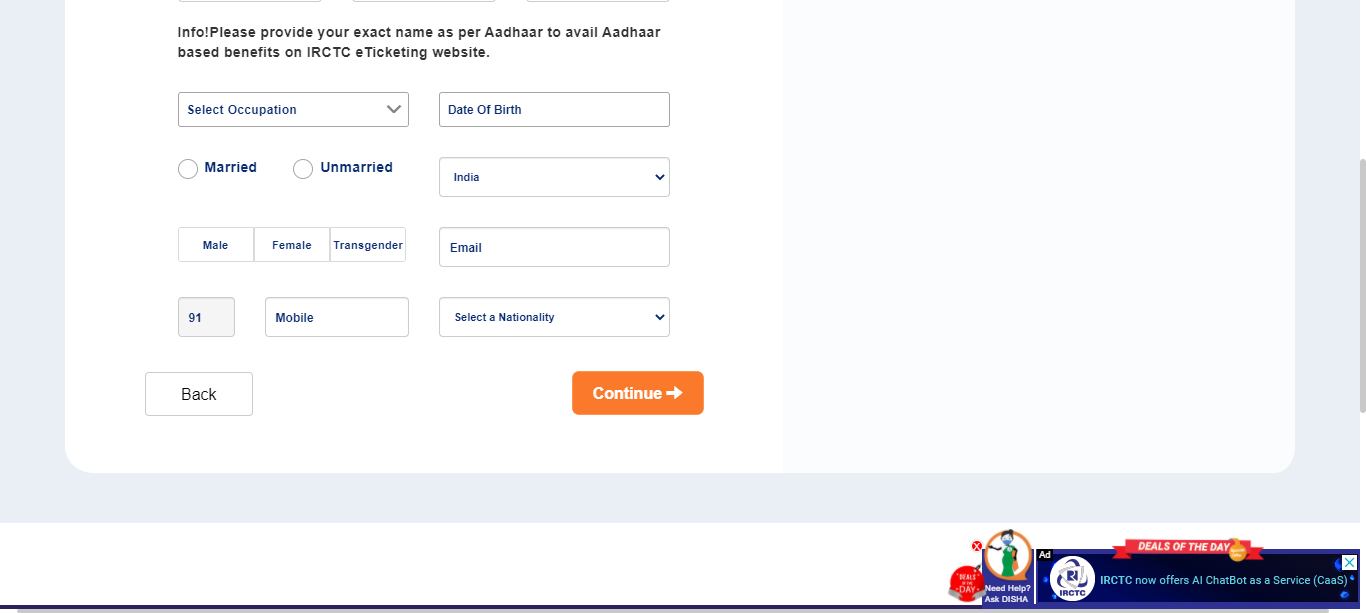 Info!Please provide your exact name as per Aadhaar to avail Aadhaar
based benefits on IRCTC eTicketing website.
Select Occupation
Date Of Birth
Married
Unmarried
India
Male
Female
Transgender
Email
91
Mobile
Select a Nationality
Back
Continue
DEALS OF THE DAY
Ad
IRCTC now offers AI ChatBot as a Service (CaaS)
IRCTC
DEALS
OF THE
DAY
Need Help?
Ask DISHA